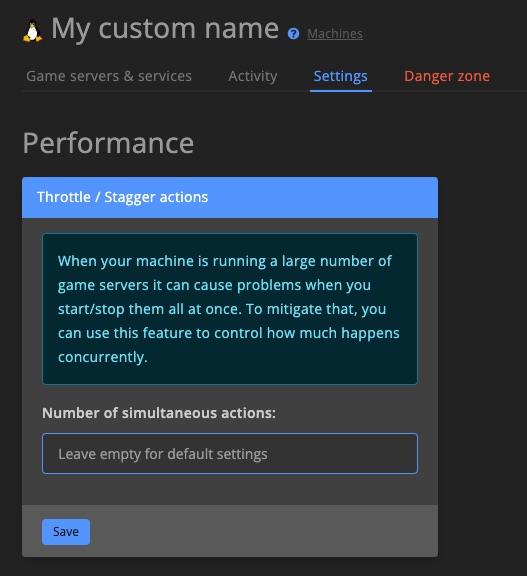 My custom name ? Machines
Game servers & services Activity Settings Danger zone
Performance
Throttle / Stagger actions
When your machine is running a large number of
game servers it can cause problems when you
start/stop them all at once. To mitigate that, you
can use this feature to control how much happens
concurrently.
Number of simultaneous actions:
Leave empty for default settings
Save